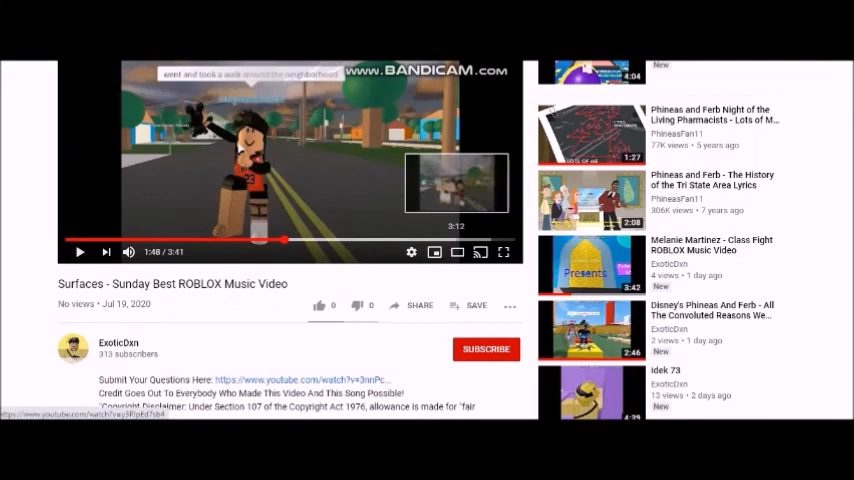 went and took a walk around the neighborhood
www.BANDICAM.com
3:12
1:48 / 3:41
Surfaces - Sunday Best ROBLOX Music Video
No views • Jul 19, 2020
0
0
SHARE
SAVE
ExoticDxn
313 subscribers
SUBSCRIBE
Submit Your Questions Here: https://www.youtube.com/watch?v=3nnPc...
Credit Goes Out To Everybody Who Made This Video And This Song Possible!
"Copyright Disclaimer: Under Section 107 of the Copyright Act 1976, allowance is made for "fair
New
4:04
Phineas and Ferb Night of the
Living Pharmacists - Lots of M...
PhineasFan11
77K views • 5 years ago
1:27
Phineas and Ferb - The History
of the Tri State Area Lyrics
PhineasFan11
306K views • 7 years ago
2:08
Melanie Martinez - Class Fight
ROBLOX Music Video
ExoticDxn
4 views • 1 day ago
New
Presents
3:42
Disney's Phineas And Ferb - All
The Convoluted Reasons We...
ExoticDxn
2 views • 1 day ago
New
2:46
Idek 73
ExoticDxn
13 views • 2 days ago
New
4:39